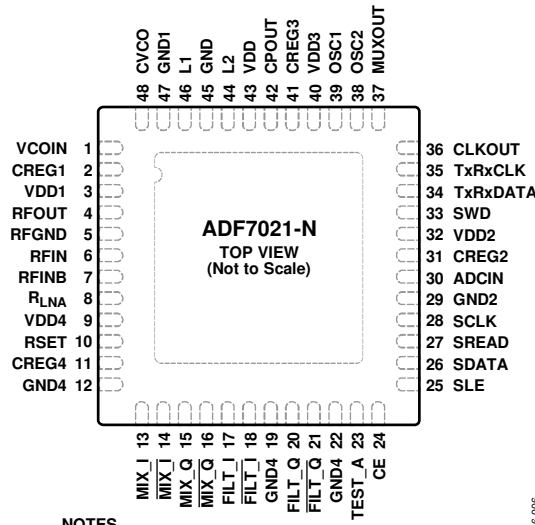 48 CVCO
47 GND1
46 L1
45 GND
44 L2
43 VDD
42 CPOUT
41 CREG3
40 VDD3
39 OSC1
38 OSC2
37 MUXOUT
VCOIN 1
CREG1 2
VDD1 3
RFOUT 4
RFGND 5
RFIN 6
RFINB 7
RLNA 8
VDD4 9
RSET 10
CREG4 11
GND4 12
ADF7021-N
TOP VIEW
(Not to Scale)
36 CLKOUT
35 TxRxCLK
34 TxRxDATA
33 SWD
32 VDD2
31 CREG2
30 ADCIN
29 GND2
28 SCLK
27 SREAD
26 SDATA
25 SLE
MIX_I 13
MIX_I 14
MIX_Q 15
MIX_Q 16
FILT_I 17
FILT_I 18
GND4 19
FILT_Q 20
FILT_Q 21
GND4 22
TEST_A 23
CE 24
NOTES